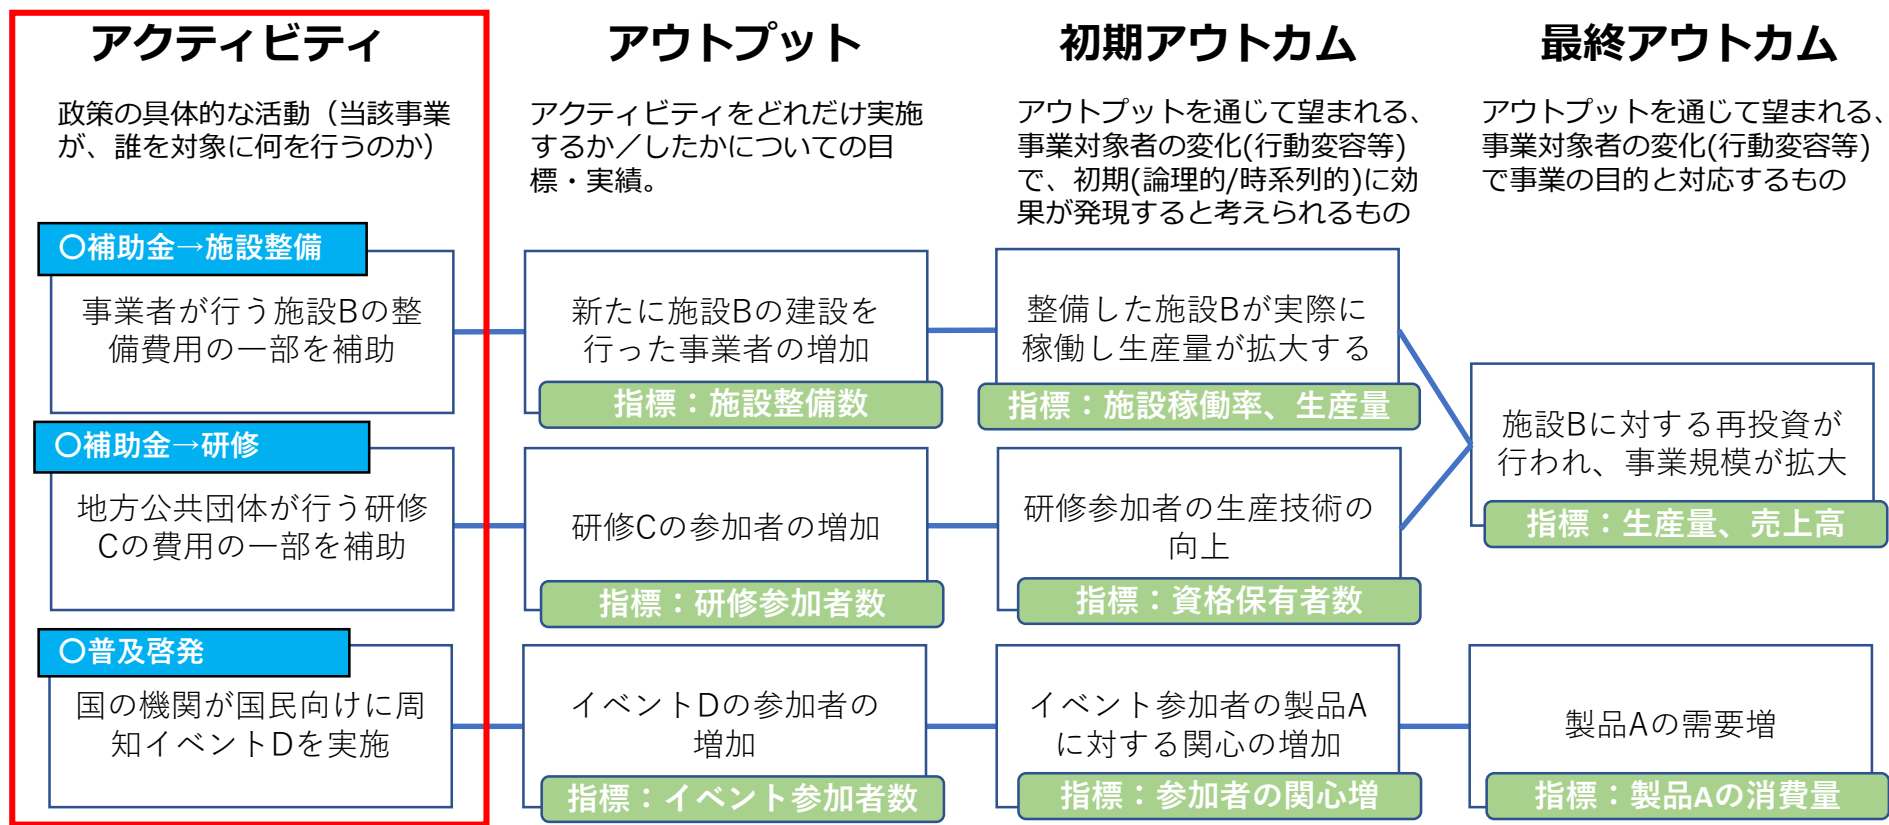 アクティビティ
政策の具体的な活動（当該事業
が、誰を対象に何を行うのか）
アウトプット
アクティビティをどれだけ実施
するか／したかについての目
標・実績。
初期アウトカム
アウトプットを通じて望まれる、
事業対象者の変化(行動変容等)
で、初期(論理的/時系列的)に効
果が発現すると考えられるもの
最終アウトカム
アウトプットを通じて望まれる、
事業対象者の変化(行動変容等)
で事業の目的と対応するもの
〇補助金→施設整備
事業者が行う施設Bの整
備費用の一部を補助
新たに施設Bの建設を
行った事業者の増加
指標：施設整備数
整備した施設Bが実際に
稼働し生産量が拡大する
指標：施設稼働率、生産量
〇補助金→研修
地方公共団体が行う研修
Cの費用の一部を補助
研修Cの参加者の増加
指標：研修参加者数
研修参加者の生産技術の
向上
指標：資格保有者数
施設Bに対する再投資が
行われ、事業規模が拡大
指標：生産量、売上高
〇普及啓発
国の機関が国民向けに周
知イベントDを実施
イベントDの参加者の
増加
指標：イベント参加者数
イベント参加者の製品A
に対する関心の増加
指標：参加者の関心増
製品Aの需要増
指標：製品Aの消費量